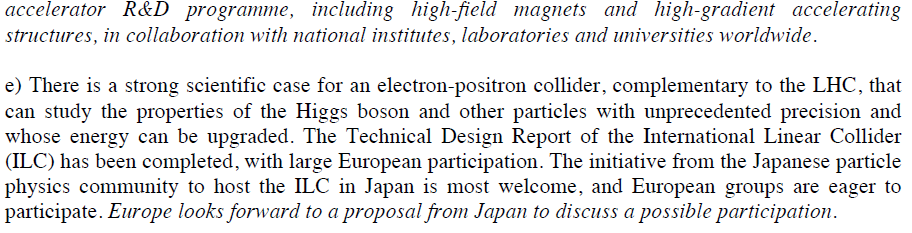 accelerator R&D programme, including high-field magnets and high-gradient accelerating
structures, in collaboration with national institutes, laboratories and universities worldwide.
e) There is a strong scientific case for an electron-positron collider, complementary to the LHC, that
can study the properties of the Higgs boson and other particles with unprecedented precision and
whose energy can be upgraded. The Technical Design Report of the International Linear Collider
(ILC) has been completed, with large European participation. The initiative from the Japanese particle
physics community to host the ILC in Japan is most welcome, and European groups are eager to
participate. Europe looks forward to a proposal from Japan to discuss a possible participation.